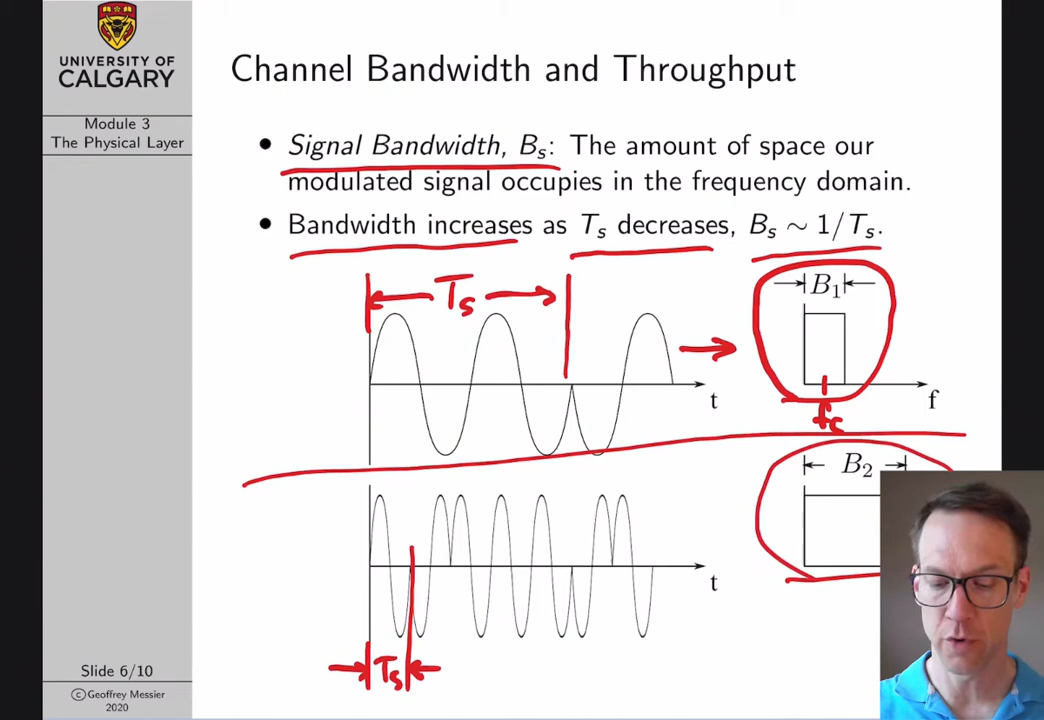 UNIVERSITY OF
CALGARY
Module 3
The Physical Layer
Channel Bandwidth and Throughput
• Signal Bandwidth, Bs: The amount of space our
modulated signal occupies in the frequency domain.
• Bandwidth increases as Ts decreases, Bs ∼ 1/Ts.
Ts
B1
t
f
fc
B2
t
Ts
Slide 6/10
©Geoffrey Messier
2020